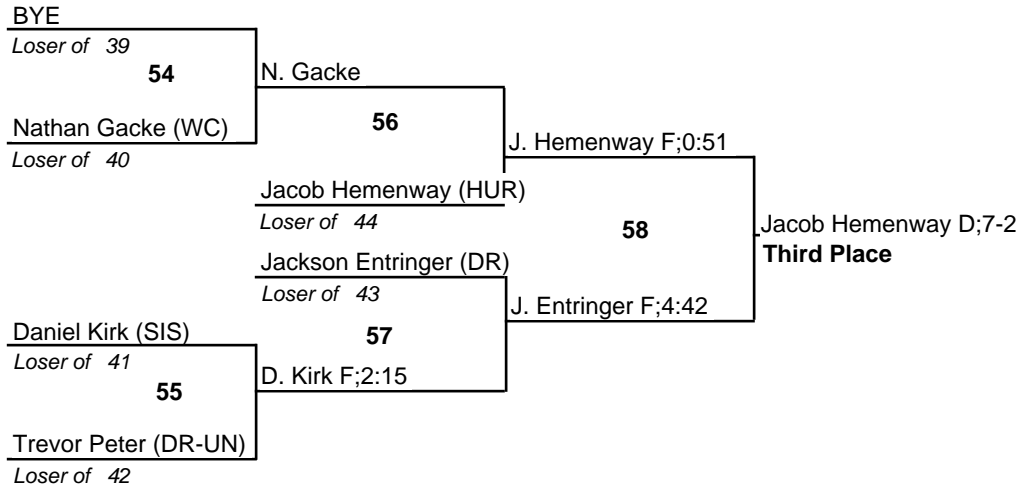 BYE
Loser of 39
54
N. Gacke
Nathan Gacke (WC)
Loser of 40
56
J. Hemenway F;0:51
Jacob Hemenway (HUR)
Loser of 44
58
Jacob Hemenway D;7-2
Third Place
Jackson Entringer (DR)
Loser of 43
J. Entringer F;4:42
57
Daniel Kirk (SIS)
Loser of 41
55
D. Kirk F;2:15
Trevor Peter (DR-UN)
Loser of 42